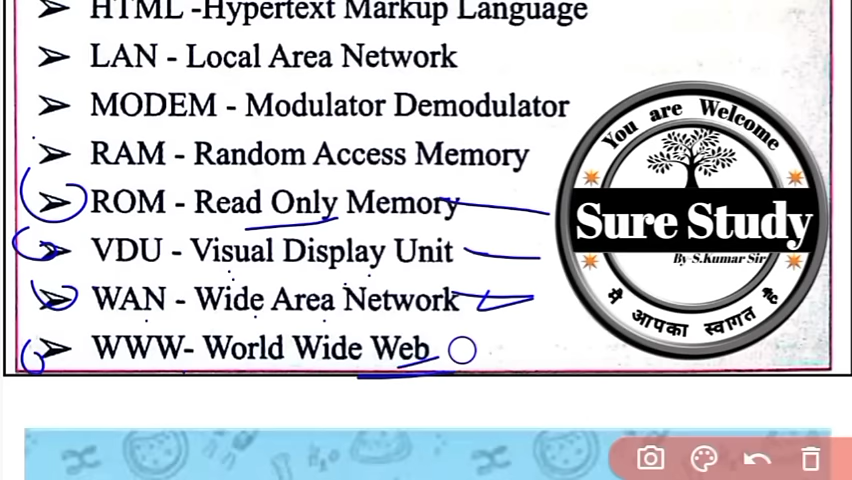 HTML -Hypertext Markup Language
LAN - Local Area Network
MODEM - Modulator Demodulator
RAM - Random Access Memory
ROM - Read Only Memory
VDU - Visual Display Unit
WAN - Wide Area Network
WWW- World Wide Web
You are Welcome
Sure Study
By-S.Kumar Sir
मै आपका स्वागत है